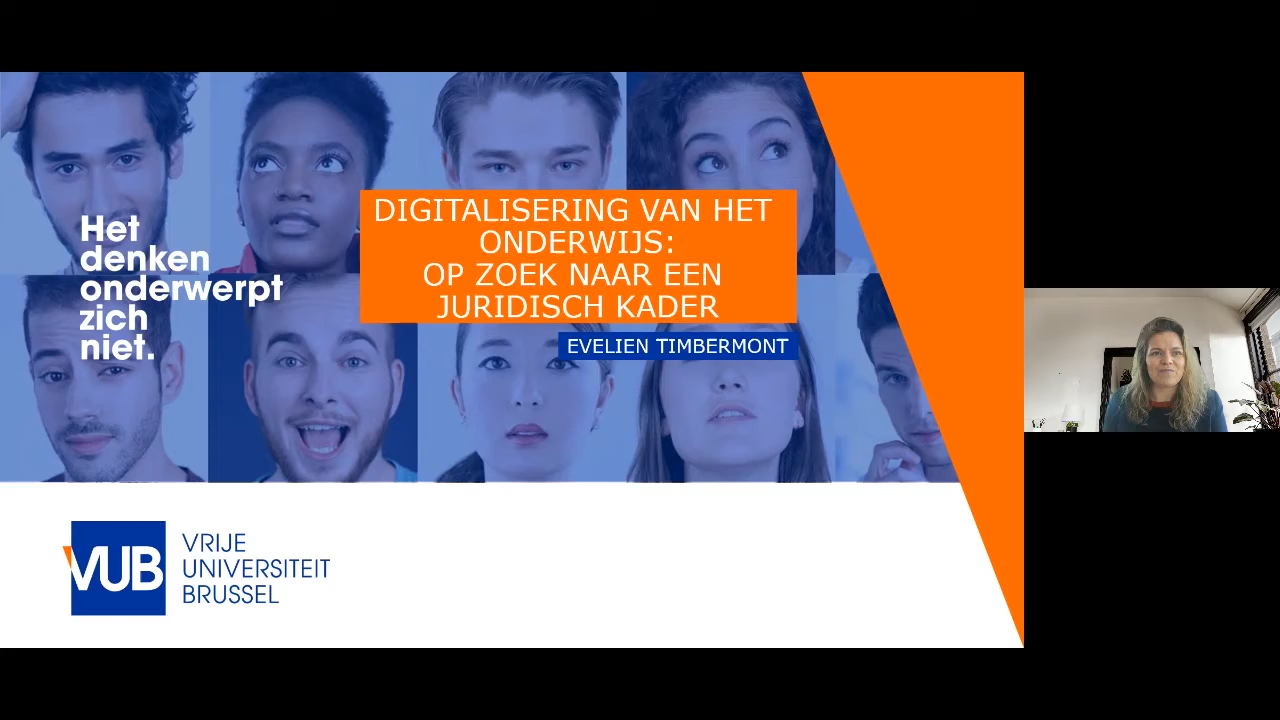 Het
denken
onderwerpt
zich
niet.
DIGITALISERING VAN HET
ONDERWIJS:
OP ZOEK NAAR EEN
JURIDISCH KADER
EVELIEN TIMBERMONT
VUB
VRIJE
UNIVERSITEIT
BRUSSEL